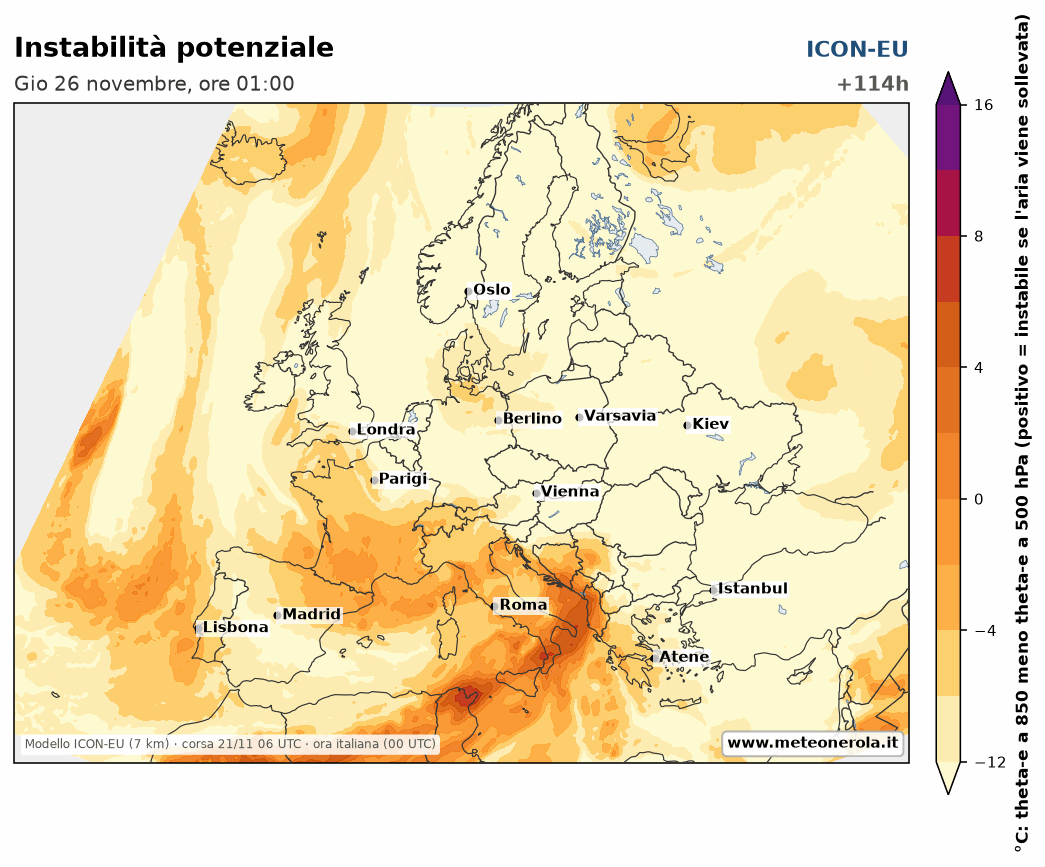 Instabilità potenziale
ICON-EU
Gio 26 novembre, ore 01:00
+114h
Oslo
Berlino
Varsavia
Kiev
Londra
Parigi
Vienna
Istanbul
Roma
Madrid
Lisbona
Atene
Modello ICON-EU (7 km) · corsa 21/11 06 UTC · ora italiana (00 UTC)
www.meteonerola.it
16
8
4
0
−4
−12
°C: theta-e a 850 meno theta-e a 500 hPa (positivo = instabile se l'aria viene sollevata)